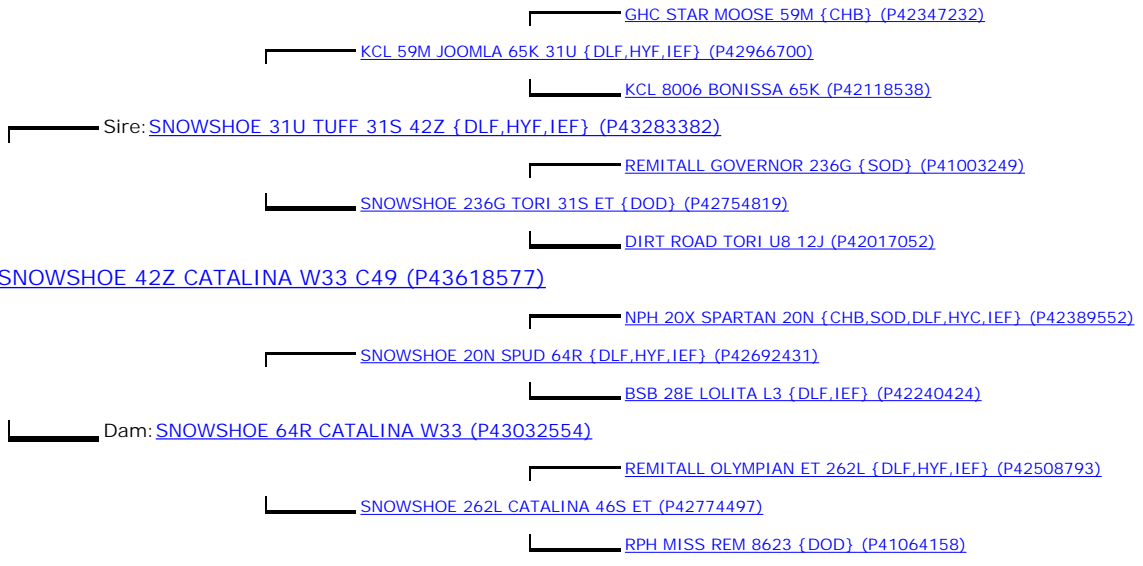 GHC STAR MOOSE 59M {CHB} (P42347232)
KCL 59M JOOMLA 65K 31U {DLF,HYF,IEF} (P42966700)
KCL 8006 BONISSA 65K (P42118538)
Sire: SNOWSHOE 31U TUFF 31S 42Z {DLF,HYF,IEF} (P43283382)
REMITALL GOVERNOR 236G {SOD} (P41003249)
SNOWSHOE 236G TORI 31S ET {DOD} (P42754819)
DIRT ROAD TORI U8 12J (P42017052)
SNOWSHOE 42Z CATALINA W33 C49 (P43618577)
NPH 20X SPARTAN 20N {CHB,SOD,DLF,HYC,IEF} (P42389552)
SNOWSHOE 20N SPUD 64R {DLF,HYF,IEF} (P42692431)
BSB 28E LOLITA L3 {DLF,IEF} (P42240424)
Dam: SNOWSHOE 64R CATALINA W33 (P43032554)
REMITALL OLYMPIAN ET 262L {DLF,HYF,IEF} (P42508793)
SNOWSHOE 262L CATALINA 46S ET (P42774497)
RPH MISS REM 8623 {DOD} (P41064158)